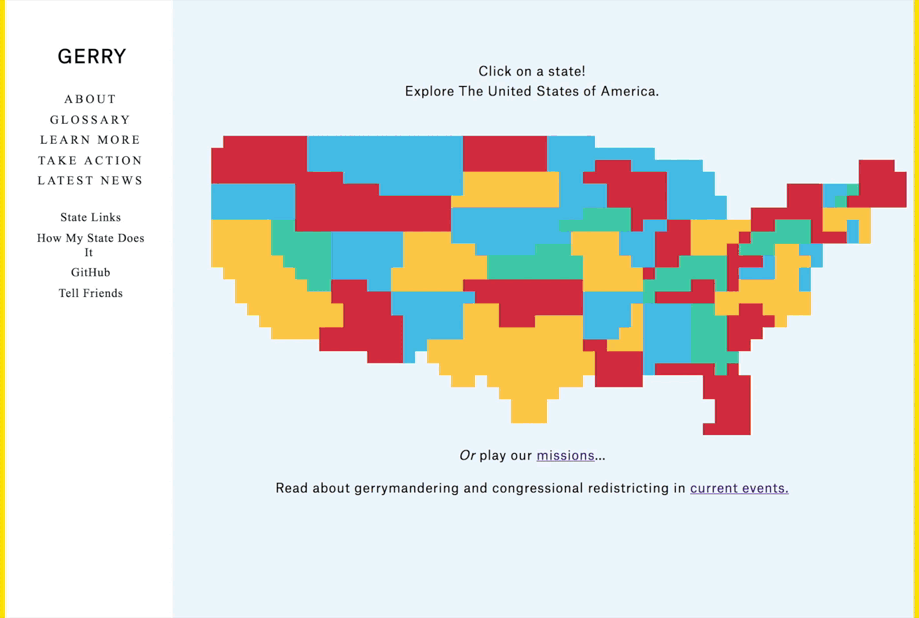 GERRY
ABOUT
GLOSSARY
LEARN MORE
TAKE ACTION
LATEST NEWS
State Links
How My State Does
It
GitHub
Tell Friends
Click on a state!
Explore The United States of America.
Or play our missions...
Read about gerrymandering and congressional redistricting in current events.